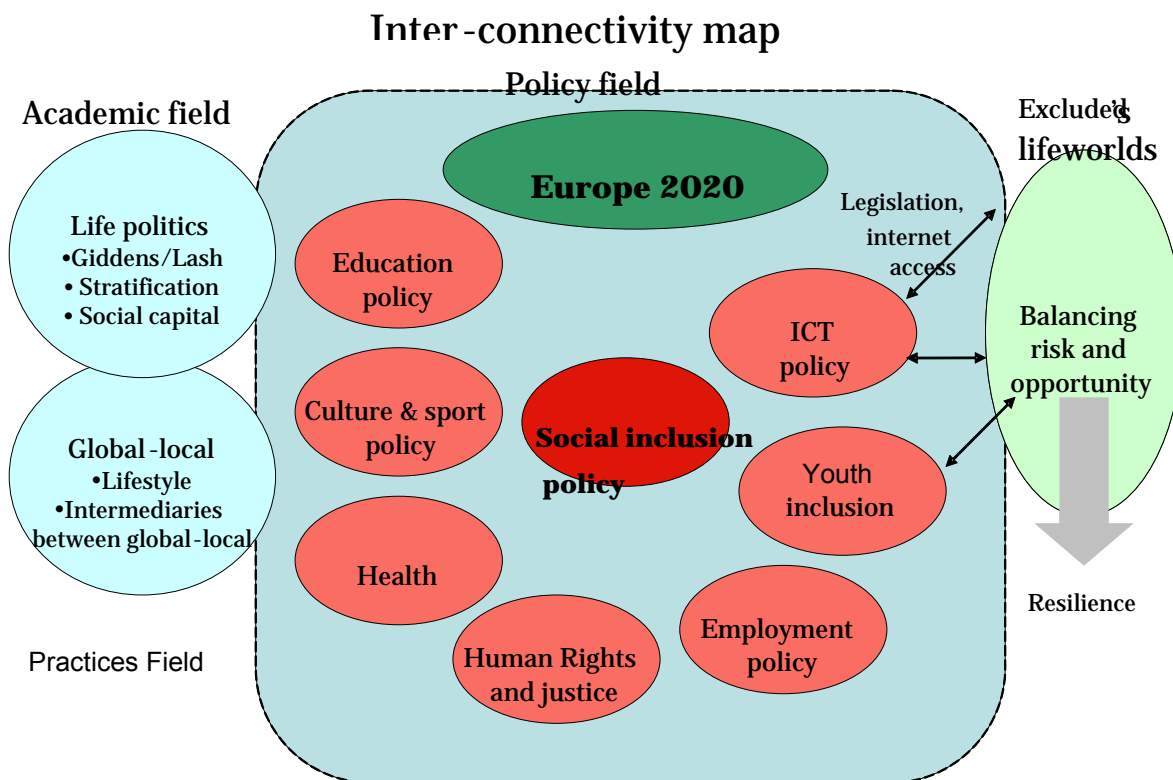 Inter-connectivity map
Policy field
Academic field
Excluded's
lifeworlds
Europe 2020
Life politics
•Giddens/Lash
• Stratification
• Social capital
Education
policy
Legislation,
internet
access
ICT
policy
Balancing
risk and
opportunity
Culture & sport
policy
Social inclusion
policy
Global-local
•Lifestyle
•Intermediaries
between global-local
Youth
inclusion
Health
Resilience
Practices Field
Human Rights
and justice
Employment
policy